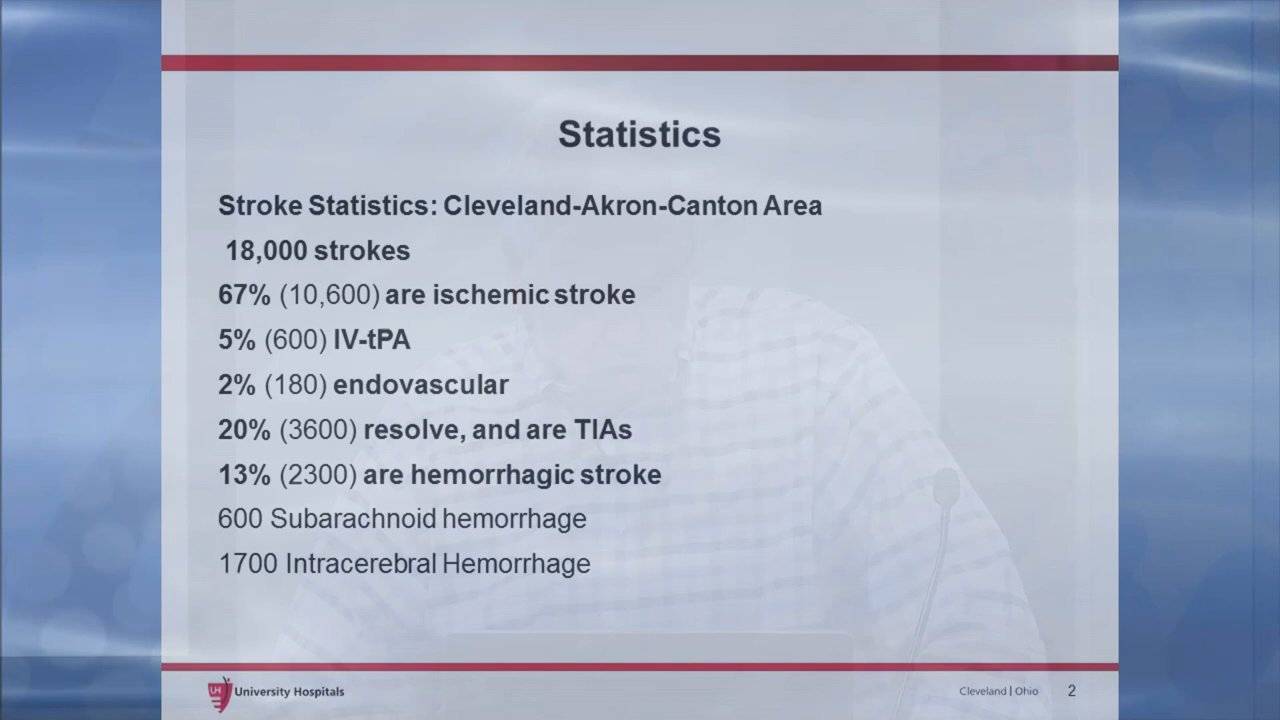 Statistics
Stroke Statistics: Cleveland-Akron-Canton Area
18,000 strokes
67% (10,600) are ischemic stroke
5% (600) IV-tPA
2% (180) endovascular
20% (3600) resolve, and are TIAs
13% (2300) are hemorrhagic stroke
600 Subarachnoid hemorrhage
1700 Intracerebral Hemorrhage
UH University Hospitals
Cleveland | Ohio 2